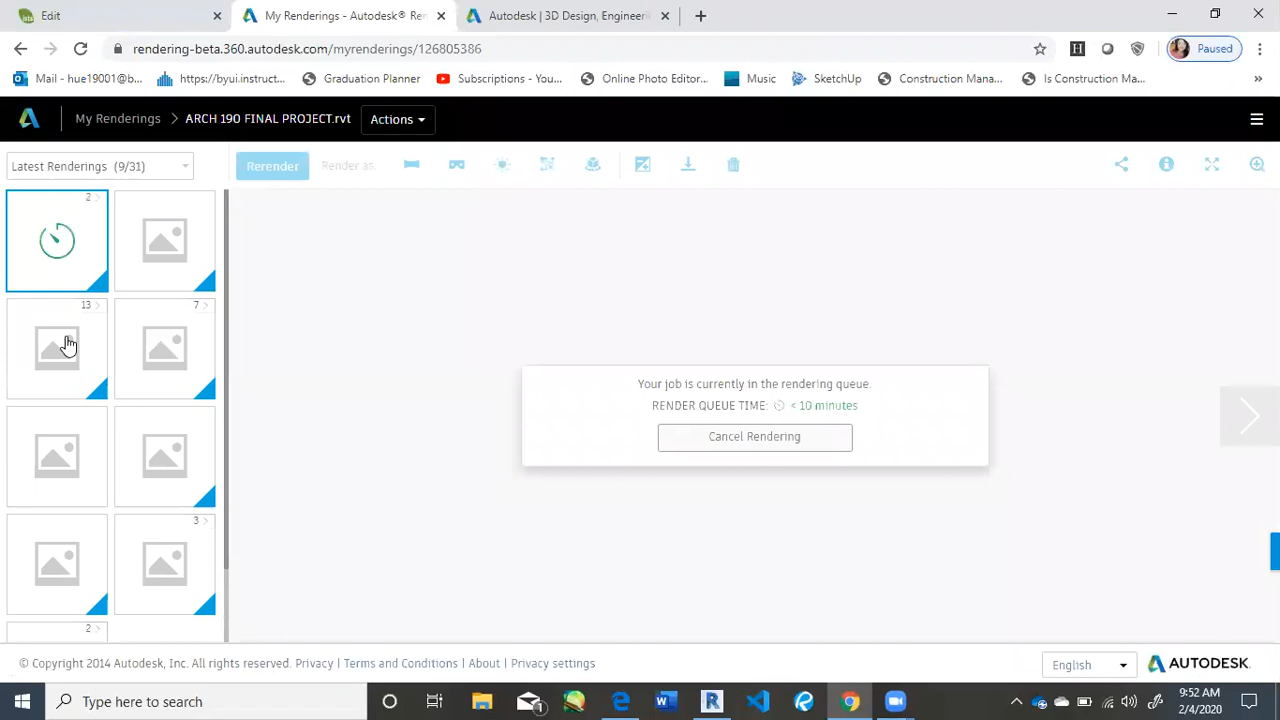 Edit
My Renderings - Autodesk® Ren
Autodesk | 3D Design, Engineer
rendering-beta.360.autodesk.com/myrenderings/126805386
Paused
Mail - hue19001@b...
https://byui.instruct...
Graduation Planner
Subscriptions - You...
Online Photo Editor...
Music
SketchUp
Construction Mana...
Is Construction Ma...
»
My Renderings
ARCH 190 FINAL PROJECT.rvt
Actions
Latest Renderings (9/31)
Rerender
Render as:
2
13
7
3
2
Your job is currently in the rendering queue.
RENDER QUEUE TIME: < 10 minutes
Cancel Rendering
© Copyright 2014 Autodesk, Inc. All rights reserved. Privacy | Terms and Conditions | About | Privacy settings
English
AUTODESK.
Type here to search
1
9:52 AM
2/4/2020